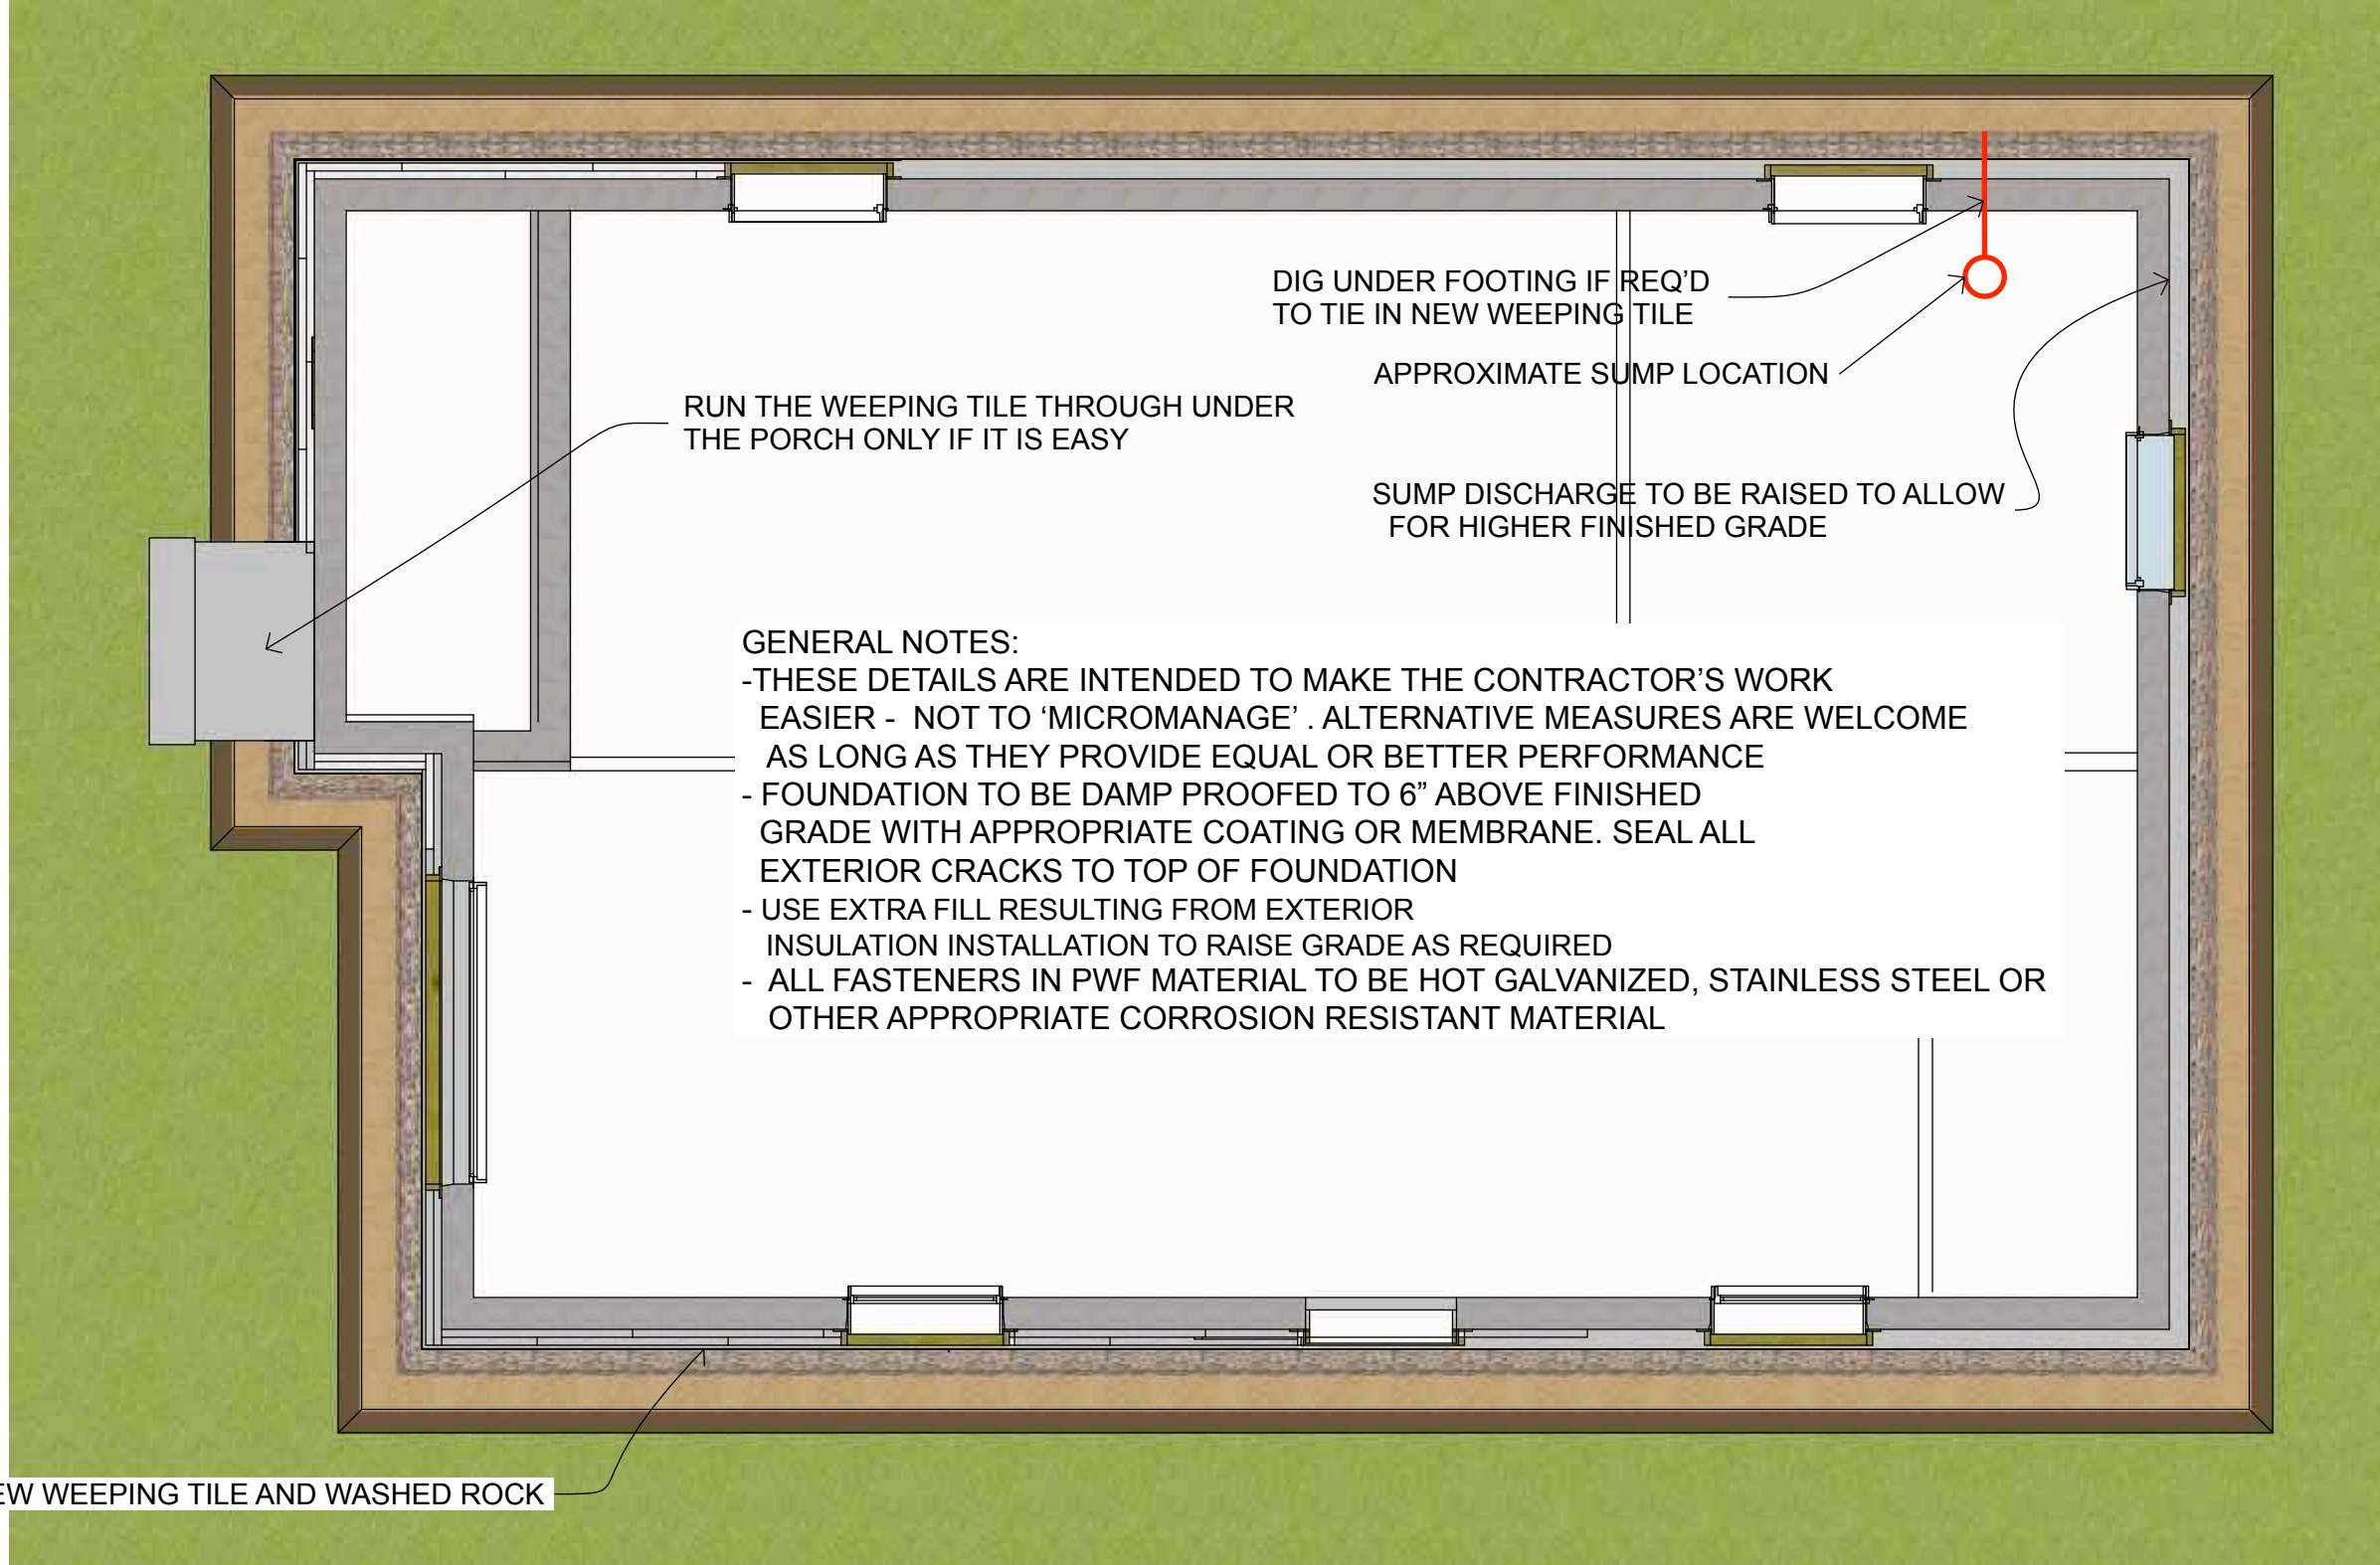 DIG UNDER FOOTING IF REQ’D
TO TIE IN NEW WEEPING TILE
APPROXIMATE SUMP LOCATION
RUN THE WEEPING TILE THROUGH UNDER
THE PORCH ONLY IF IT IS EASY
SUMP DISCHARGE TO BE RAISED TO ALLOW
FOR HIGHER FINISHED GRADE
GENERAL NOTES:
-THESE DETAILS ARE INTENDED TO MAKE THE CONTRACTOR’S WORK
EASIER - NOT TO ‘MICROMANAGE’ . ALTERNATIVE MEASURES ARE WELCOME
AS LONG AS THEY PROVIDE EQUAL OR BETTER PERFORMANCE
- FOUNDATION TO BE DAMP PROOFED TO 6” ABOVE FINISHED
GRADE WITH APPROPRIATE COATING OR MEMBRANE. SEAL ALL
EXTERIOR CRACKS TO TOP OF FOUNDATION
- USE EXTRA FILL RESULTING FROM EXTERIOR
INSULATION INSTALLATION TO RAISE GRADE AS REQUIRED
- ALL FASTENERS IN PWF MATERIAL TO BE HOT GALVANIZED, STAINLESS STEEL OR
OTHER APPROPRIATE CORROSION RESISTANT MATERIAL
WEEPING TILE AND WASHED ROCK